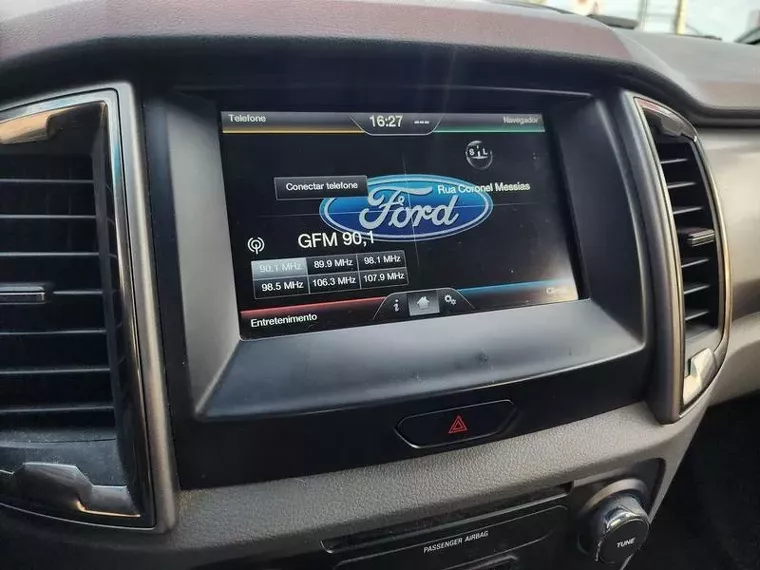 Telefone
16:27 ---
Navegador
S L
Conectar telefone
Rua Coronel Messias
Ford
GFM 90,1
90.1 MHz 89.9 MHz 98.1 MHz
98.5 MHz 106.3 MHz 107.9 MHz
i
Entretenimento
PASSENGER AIRBAG
TUNE